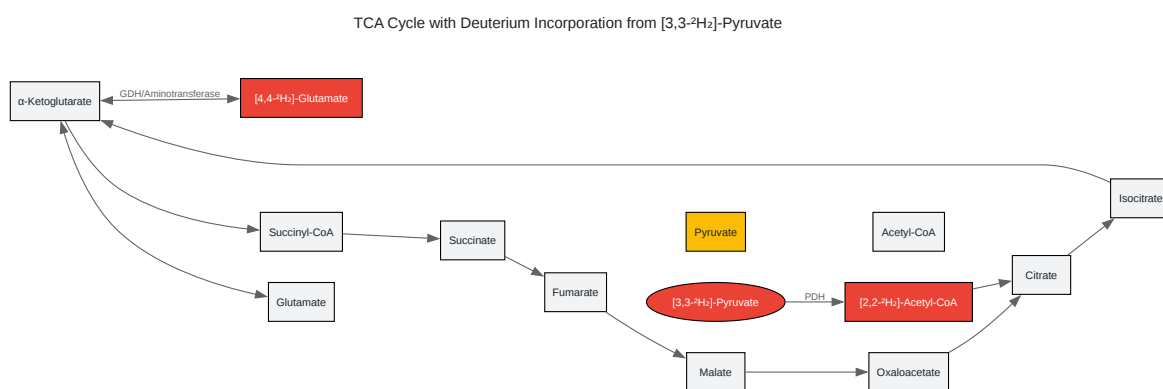 TCA Cycle with Deuterium Incorporation from [3,3-²H₂]-Pyruvate
α-Ketoglutarate
GDH/Aminotransferase
[4,4-²H₂]-Glutamate
Isocitrate
Succinyl-CoA
Succinate
Pyruvate
Acetyl-CoA
Citrate
Glutamate
Fumarate
[3,3-²H₂]-Pyruvate
PDH
[2,2-²H₂]-Acetyl-CoA
Malate
Oxaloacetate